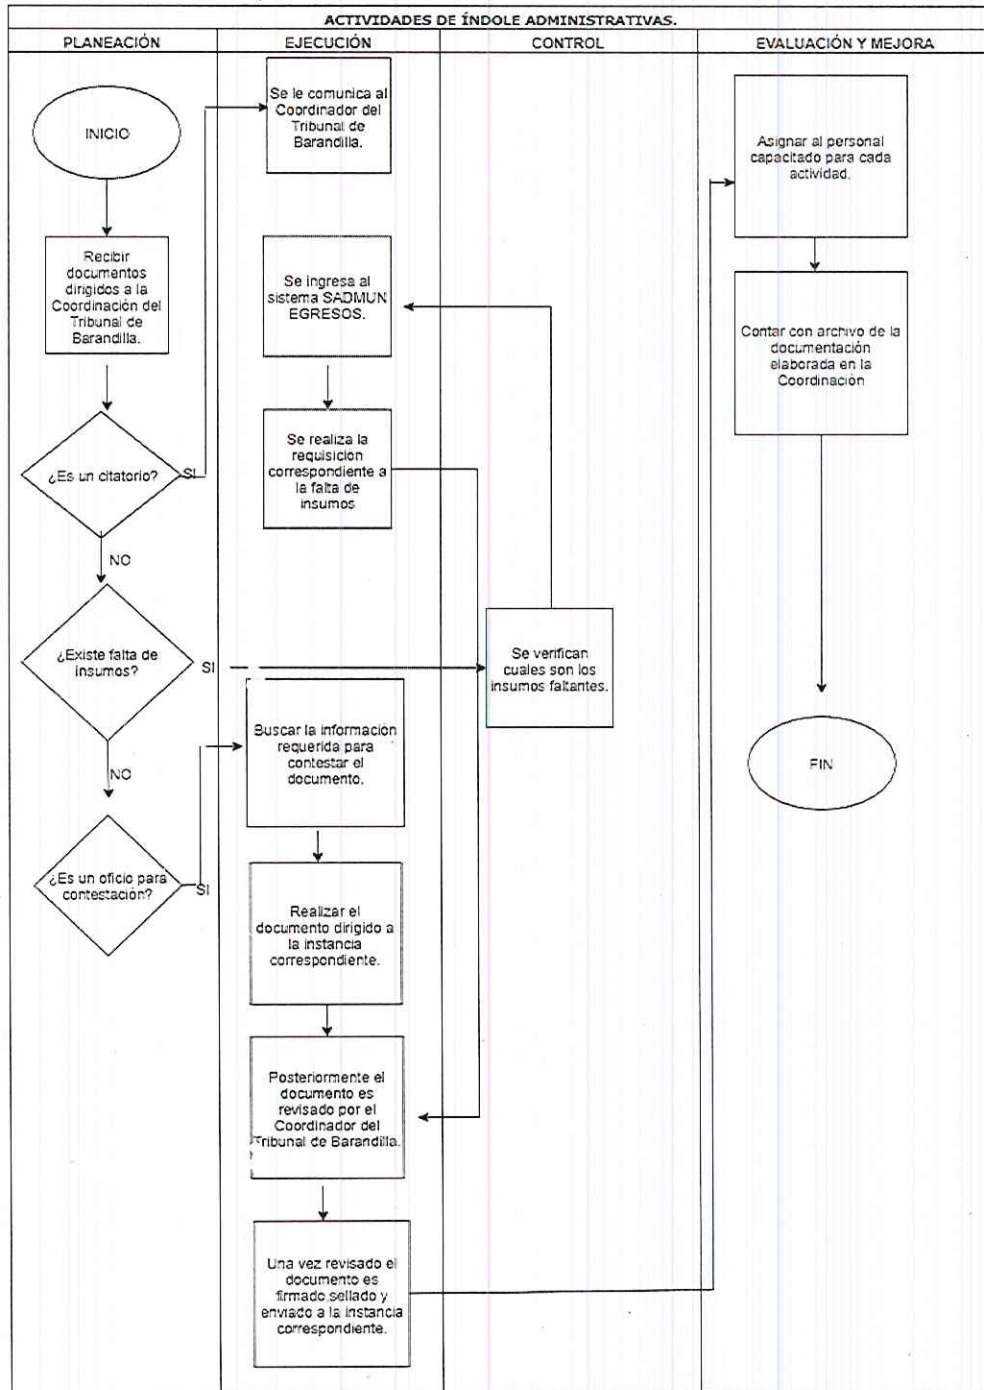 ACTIVIDADES DE ÍNDOLE ADMINISTRATIVAS.
PLANEACIÓN
EJECUCIÓN
CONTROL
EVALUACIÓN Y MEJORA
INICIO
Recibir
documentos
dirigidos a la
Coordinación del
Tribunal de
Barandilla.
¿Es un citatorio?
SI
NO
¿Existe falta de
insumos?
SI
NO
¿Es un oficio para
contestación?
SI
Se le comunica al
Coordinador del
Tribunal de
Barandilla.
Se ingresa al
sistema SADMUN
EGRESOS.
Se realiza la
requisición
correspondiente a
la falta de
insumos
Buscar la información
requerida para
contestar el
documento.
Realizar el
documento dirigido a
la instancia
correspondiente.
Posteriormente el
documento es
revisado por el
Coordinador del
Tribunal de Barandilla.
Una vez revisado el
documento es
firmado,sellado y
enviado a la instancia
correspondiente.
Se verifican
cuales son los
insumos faltantes.
Asignar al personal
capacitado para cada
actividad.
Contar con archivo de la
documentación
elaborada en la
Coordinación
FIN